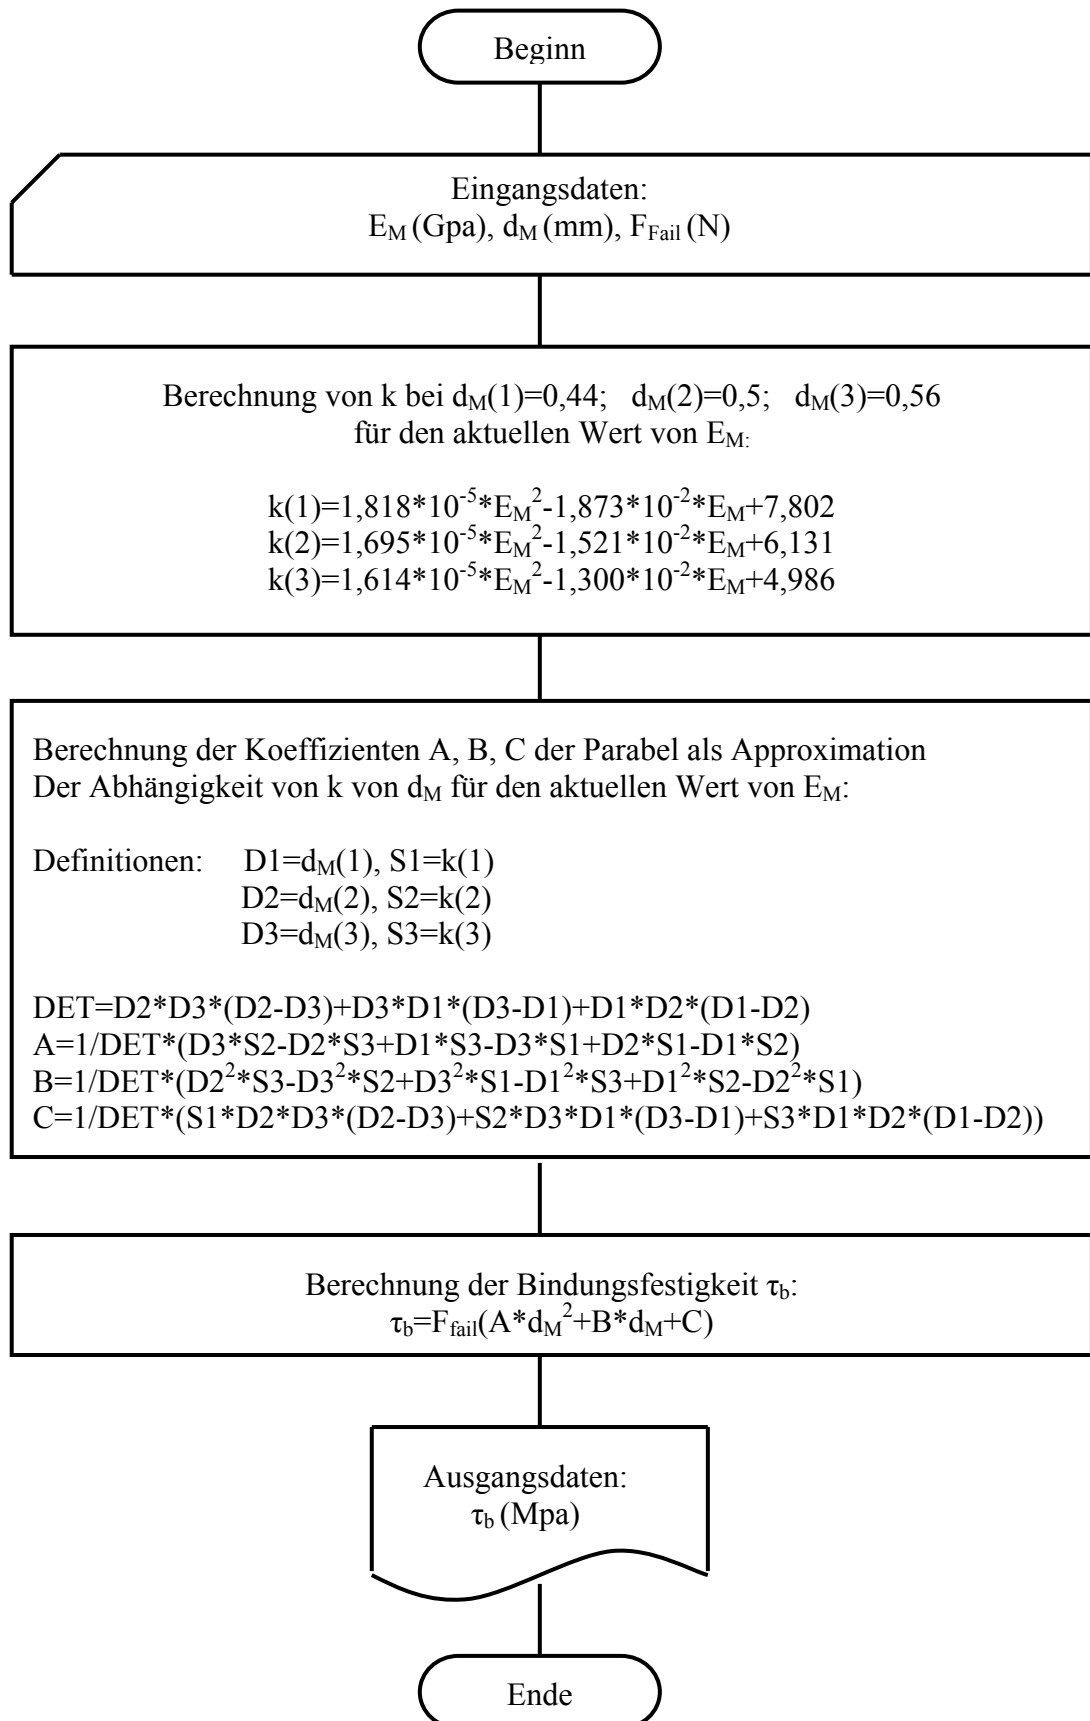 Beginn
Eingangsdaten:
E_M (Gpa), d_M (mm), F_Fail (N)
Berechnung von k bei d_M(1)=0,44; d_M(2)=0,5; d_M(3)=0,56
für den aktuellen Wert von E_M:
k(1)=1,818*10^-5*E_M^2-1,873*10^-2*E_M+7,802
k(2)=1,695*10^-5*E_M^2-1,521*10^-2*E_M+6,131
k(3)=1,614*10^-5*E_M^2-1,300*10^-2*E_M+4,986
Berechnung der Koeffizienten A, B, C der Parabel als Approximation
Der Abhängigkeit von k von d_M für den aktuellen Wert von E_M:
Definitionen: D1=d_M(1), S1=k(1)
D2=d_M(2), S2=k(2)
D3=d_M(3), S3=k(3)
DET=D2*D3*(D2-D3)+D3*D1*(D3-D1)+D1*D2*(D1-D2)
A=1/DET*(D3*S2-D2*S3+D1*S3-D3*S1+D2*S1-D1*S2)
B=1/DET*(D2^2*S3-D3^2*S2+D3^2*S1-D1^2*S3+D1^2*S2-D2^2*S1)
C=1/DET*(S1*D2*D3*(D2-D3)+S2*D3*D1*(D3-D1)+S3*D1*D2*(D1-D2))
Berechnung der Bindungsfestigkeit τ_b:
τ_b=F_fail(A*d_M^2+B*d_M+C)
Ausgangsdaten:
τ_b (Mpa)
Ende